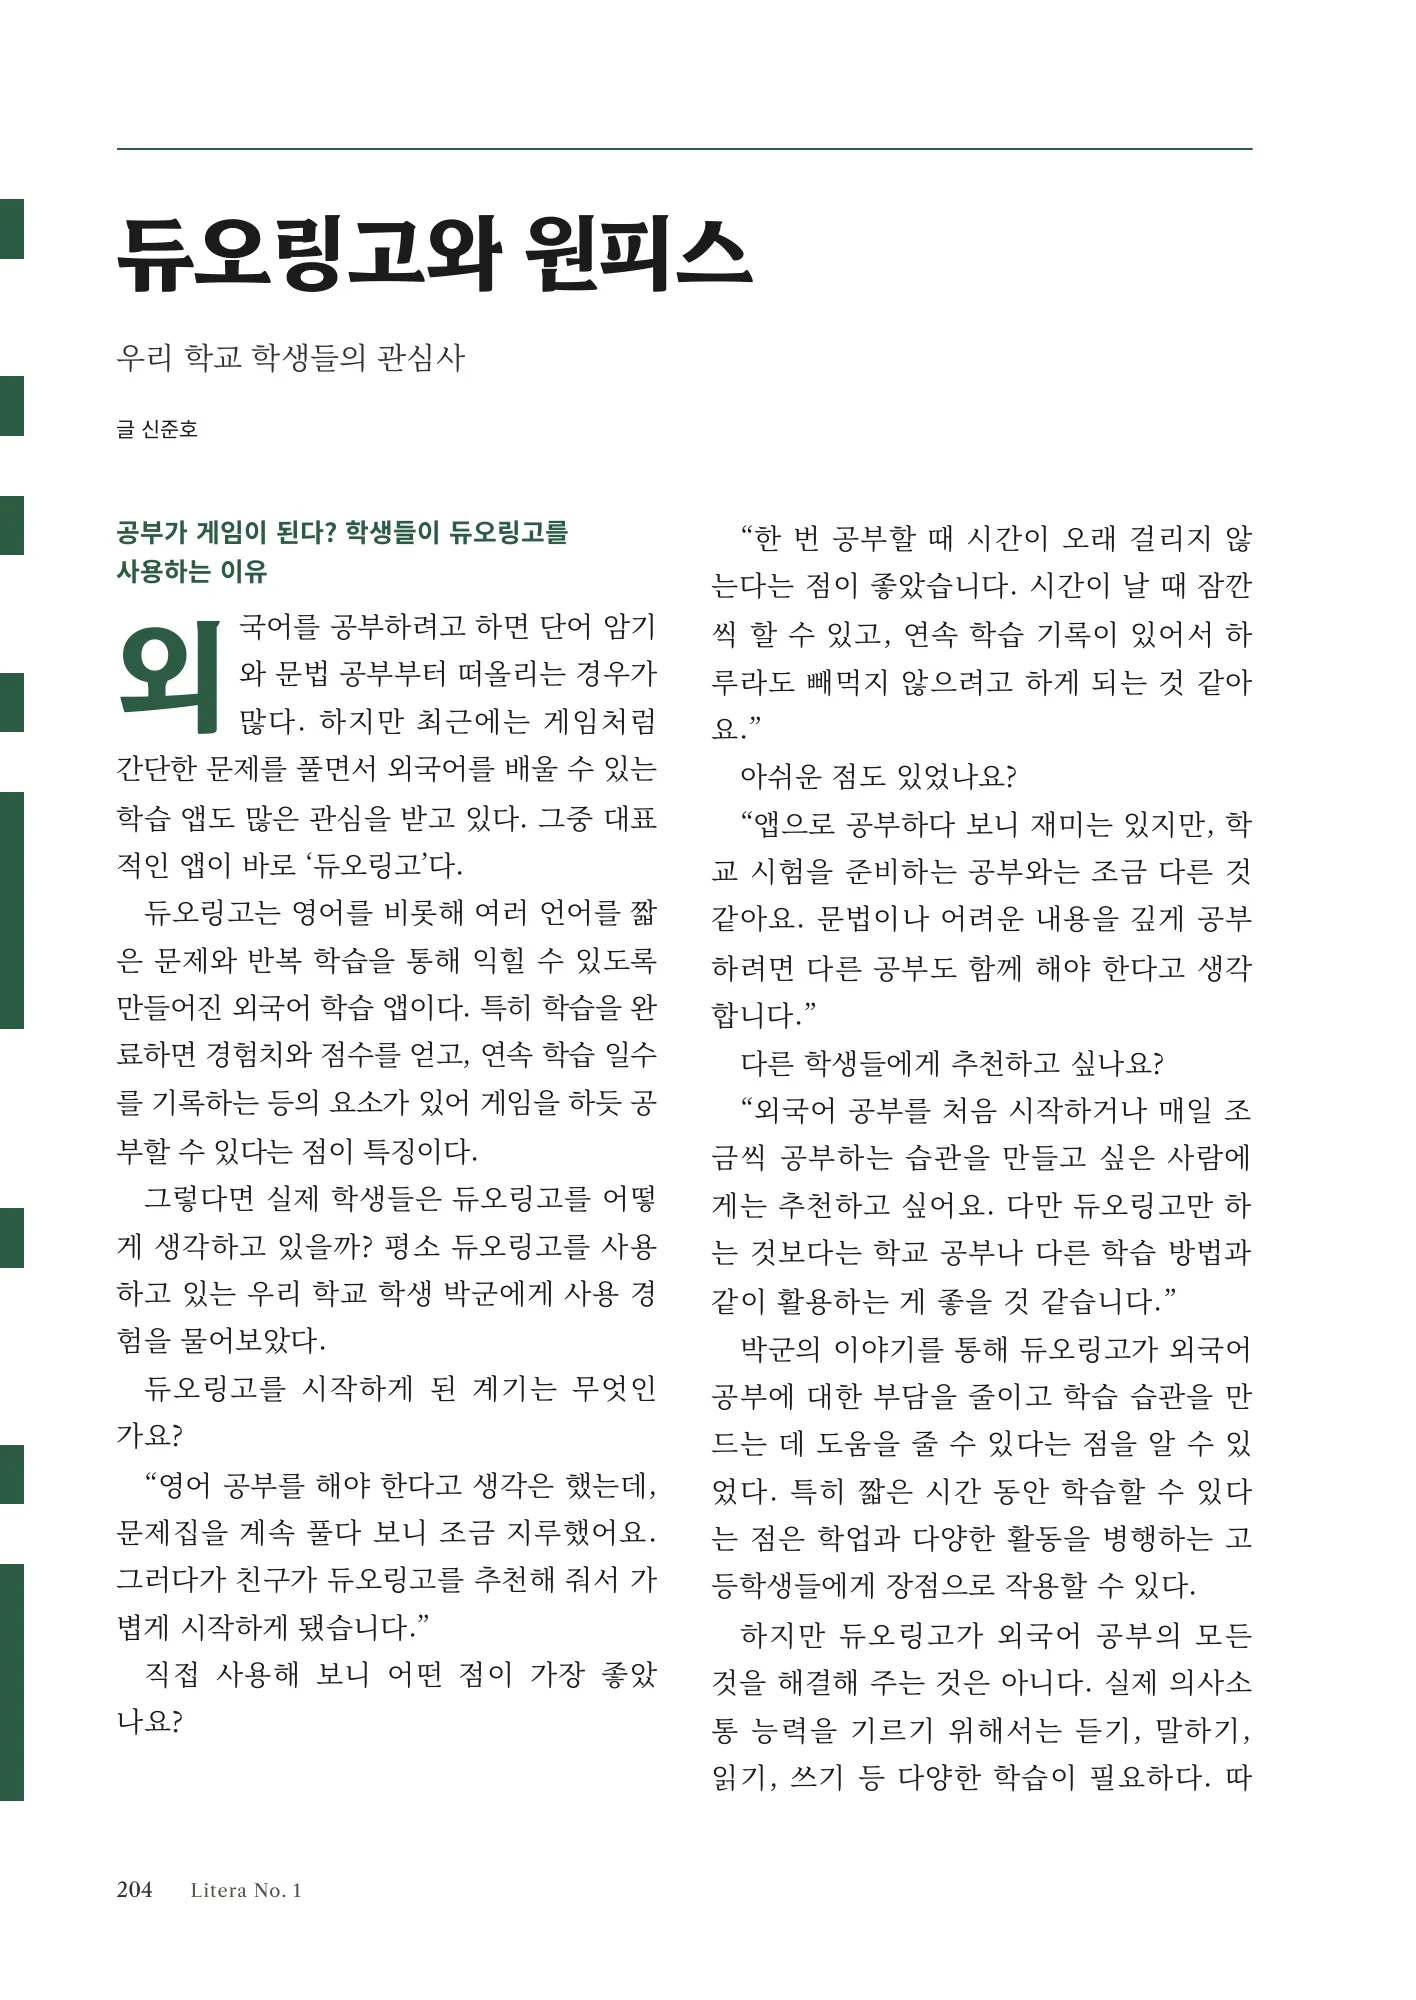 듀오링고와 원피스
우리 학교 학생들의 관심사
글 신준호
공부가 게임이 된다? 학생들이 듀오링고를
사용하는 이유
외국어를 공부하려고 하면 단어 암기
와 문법 공부부터 떠올리는 경우가
많다. 하지만 최근에는 게임처럼
간단한 문제를 풀면서 외국어를 배울 수 있는
학습 앱도 많은 관심을 받고 있다. 그중 대표
적인 앱이 바로 ‘듀오링고’다.
듀오링고는 영어를 비롯해 여러 언어를 짧
은 문제와 반복 학습을 통해 익힐 수 있도록
만들어진 외국어 학습 앱이다. 특히 학습을 완
료하면 경험치와 점수를 얻고, 연속 학습 일수
를 기록하는 등의 요소가 있어 게임을 하듯 공
부할 수 있다는 점이 특징이다.
그렇다면 실제 학생들은 듀오링고를 어떻
게 생각하고 있을까? 평소 듀오링고를 사용
하고 있는 우리 학교 학생 박군에게 사용 경
험을 물어보았다.
듀오링고를 시작하게 된 계기는 무엇인
가요?
“영어 공부를 해야 한다고 생각은 했는데,
문제집을 계속 풀다 보니 조금 지루했어요.
그러다가 친구가 듀오링고를 추천해 줘서 가
볍게 시작하게 됐습니다.”
직접 사용해 보니 어떤 점이 가장 좋았
나요?
“한 번 공부할 때 시간이 오래 걸리지 않
는다는 점이 좋았습니다. 시간이 날 때 잠깐
씩 할 수 있고, 연속 학습 기록이 있어서 하
루라도 빼먹지 않으려고 하게 되는 것 같아
요.”
아쉬운 점도 있었나요?
“앱으로 공부하다 보니 재미는 있지만, 학
교 시험을 준비하는 공부와는 조금 다른 것
같아요. 문법이나 어려운 내용을 깊게 공부
하려면 다른 공부도 함께 해야 한다고 생각
합니다.”
다른 학생들에게 추천하고 싶나요?
“외국어 공부를 처음 시작하거나 매일 조
금씩 공부하는 습관을 만들고 싶은 사람에
게는 추천하고 싶어요. 다만 듀오링고만 하
는 것보다는 학교 공부나 다른 학습 방법과
같이 활용하는 게 좋을 것 같습니다.”
박군의 이야기를 통해 듀오링고가 외국어
공부에 대한 부담을 줄이고 학습 습관을 만
드는 데 도움을 줄 수 있다는 점을 알 수 있
었다. 특히 짧은 시간 동안 학습할 수 있다
는 점은 학업과 다양한 활동을 병행하는 고
등학생들에게 장점으로 작용할 수 있다.
하지만 듀오링고가 외국어 공부의 모든
것을 해결해 주는 것은 아니다. 실제 의사소
통 능력을 기르기 위해서는 듣기, 말하기,
읽기, 쓰기 등 다양한 학습이 필요하다. 따
204 Litera No. 1